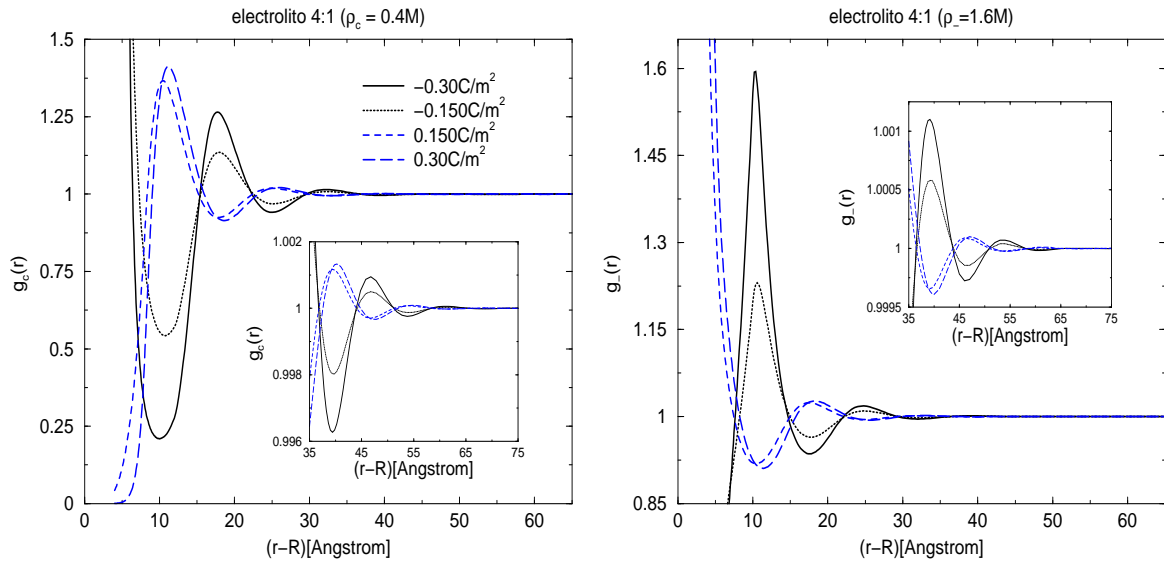 electrolito 4:1 (ρc = 0.4M)
1.5
1.25
1
0.75
0.5
0.25
0
gc(r)
−0.30C/m²
−0.150C/m²
0.150C/m²
0.30C/m²
1.002
1
0.998
0.996
gc(r)
35 45 55 65 75
(r−R)[Angstrom
0 10 20 30 40 50 60
(r−R)[Angstrom]
electrolito 4:1 (ρ−=1.6M)
1.6
1.45
1.3
1.15
1
0.85
g−(r)
1.001
1.0005
1
0.9995
g−(r)
35 45 55 65 75
(r−R)[Angstrom
0 10 20 30 40 50 60
(r−R)[Angstrom]